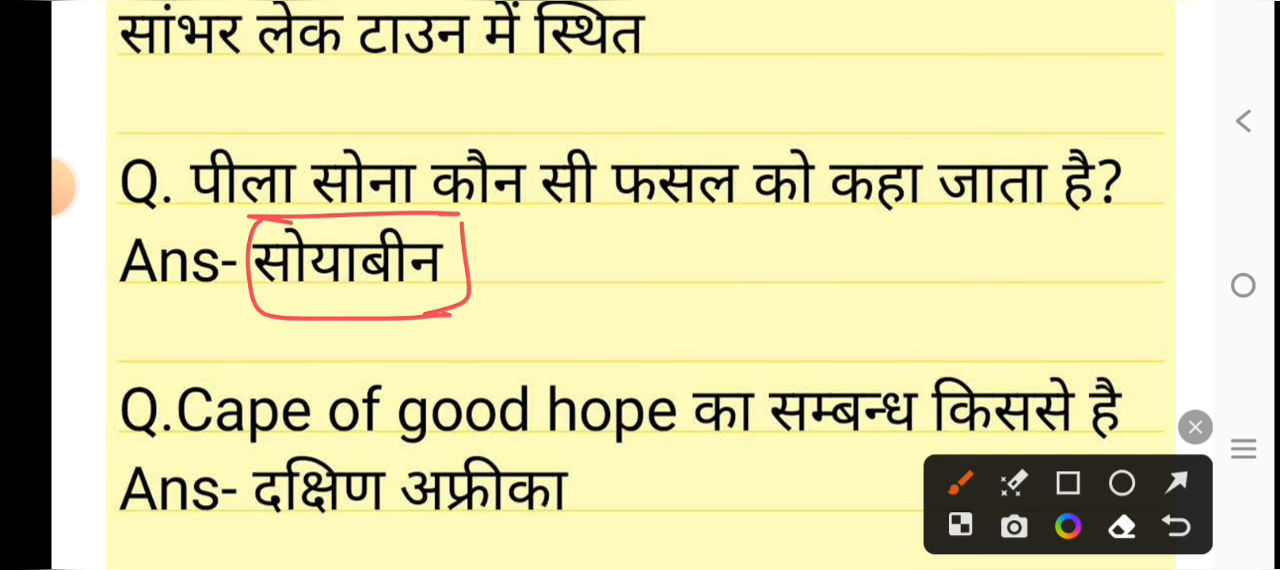 सांभर लेक टाउन में स्थित
Q. पीला सोना कौन सी फसल को कहा जाता है?
Ans- सोयाबीन
Q.Cape of good hope का सम्बन्ध किससे है
Ans- दक्षिण अफ्रीका